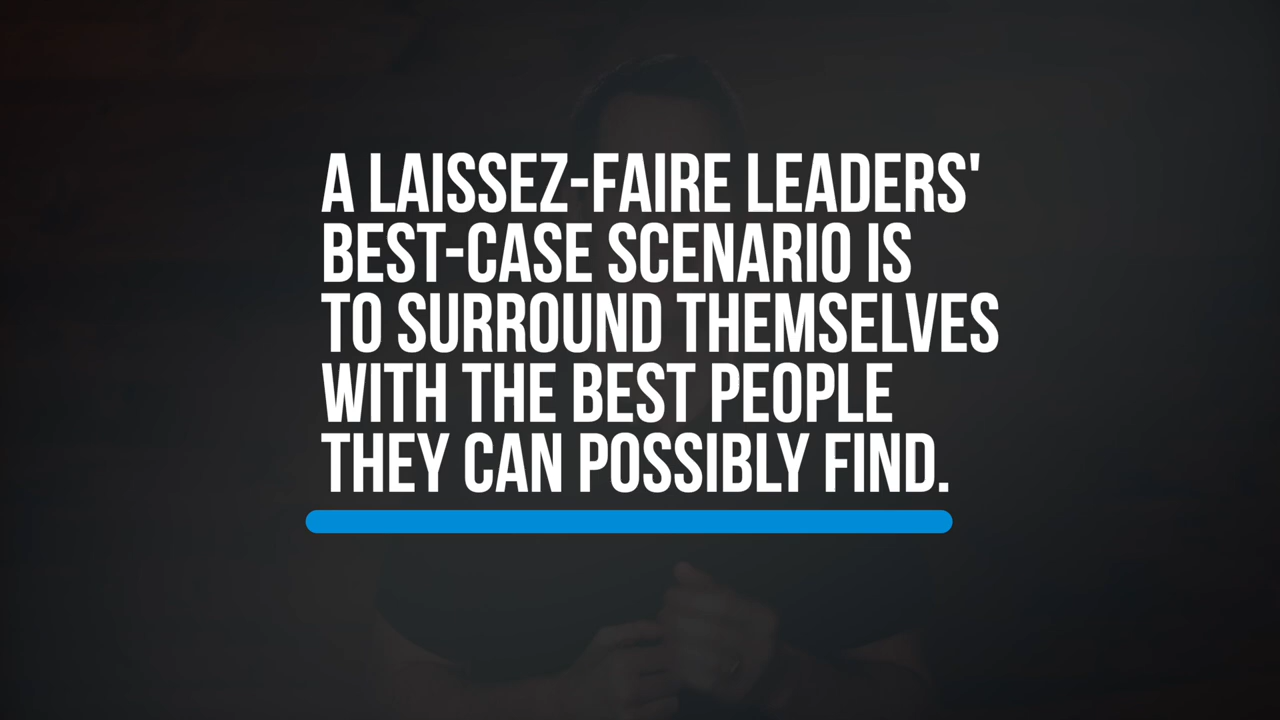 A LAISSEZ-FAIRE LEADERS'
BEST-CASE SCENARIO IS
TO SURROUND THEMSELVES
WITH THE BEST PEOPLE
THEY CAN POSSIBLY FIND.